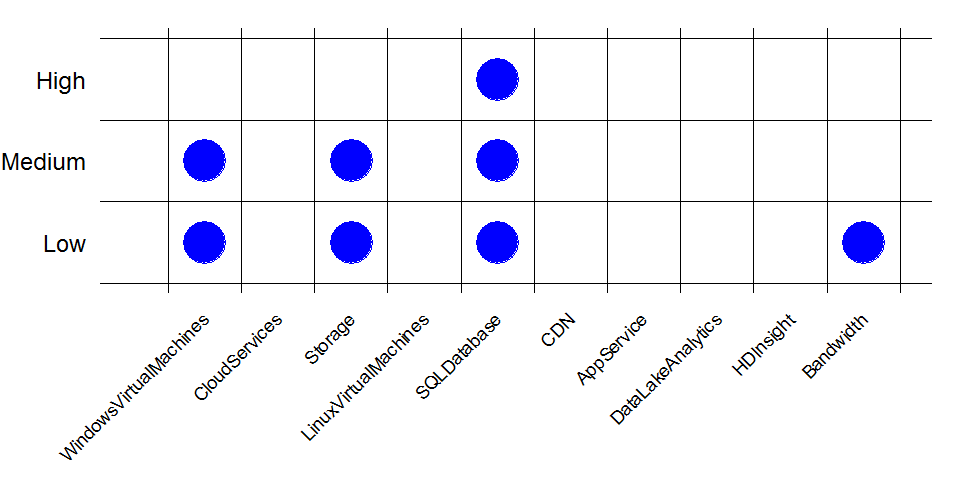 High
Medium
Low
WindowsVirtualMachines
CloudServices
Storage
LinuxVirtualMachines
SQLDatabase
CDN
AppService
DataLakeAnalytics
HDInsight
Bandwidth